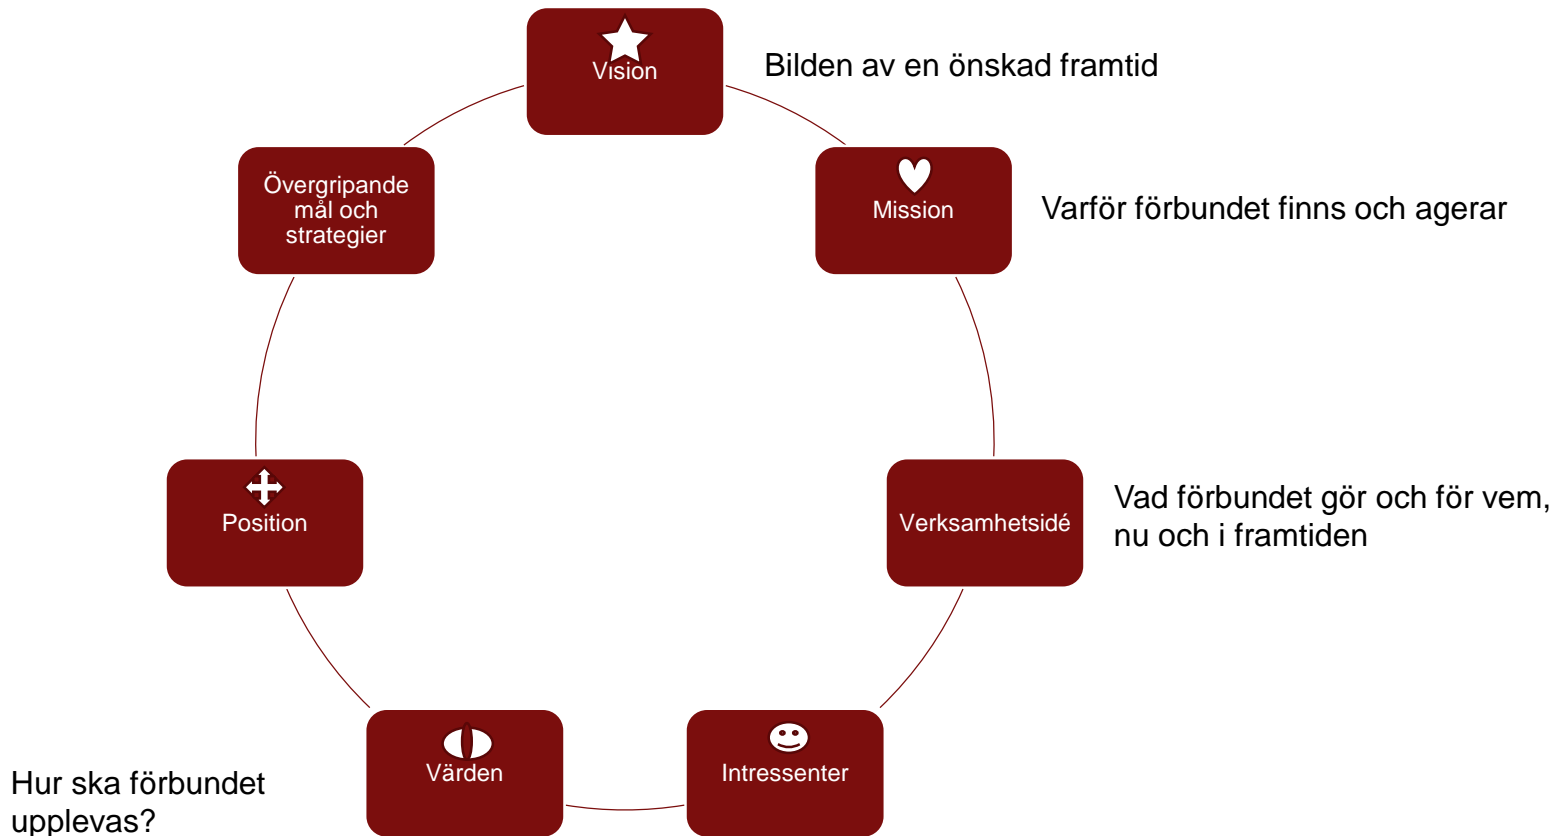 Vision
Bilden av en önskad framtid
Övergripande
mål och
strategier
Mission
Varför förbundet finns och agerar
Position
Verksamhetsidé
Vad förbundet gör och för vem,
nu och i framtiden
Värden
Intressenter
Hur ska förbundet
upplevas?